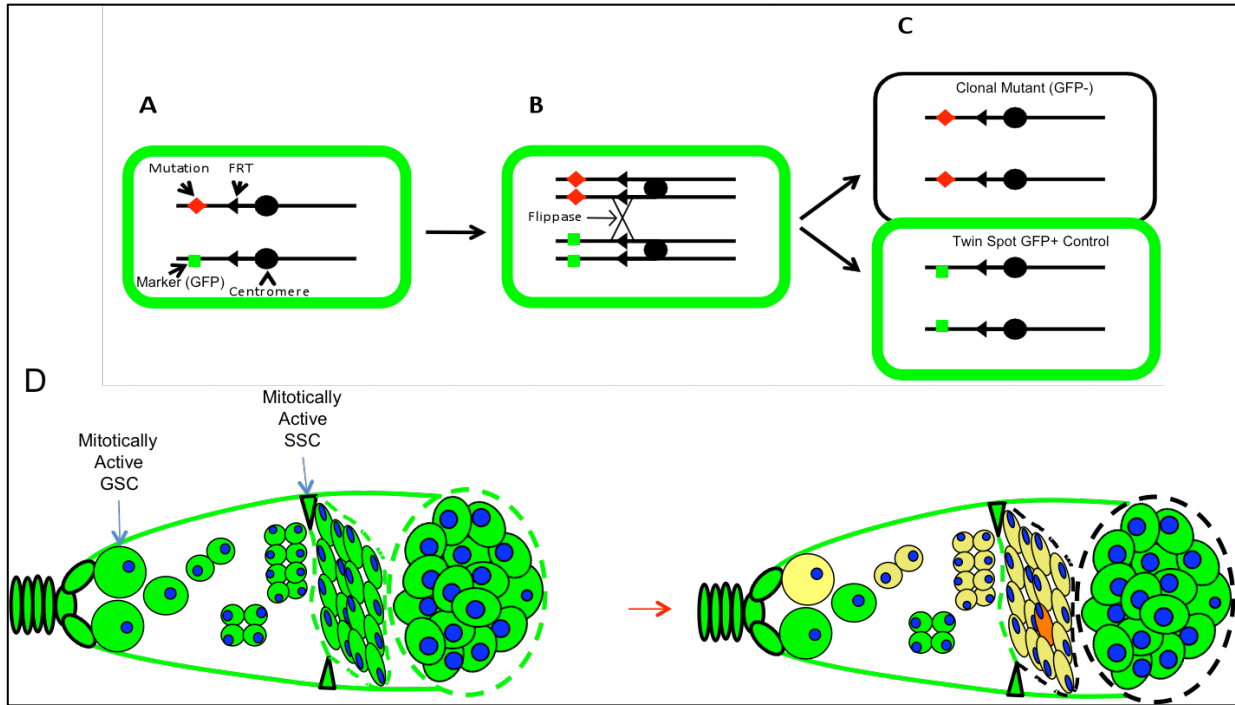 C
Clonal Mutant (GFP-)
A
B
Mutation
FRT
Flippase
Marker (GFP)
Centromere
Twin Spot GFP+ Control
D
Mitotically
Active
SSC
Mitotically
Active
GSC